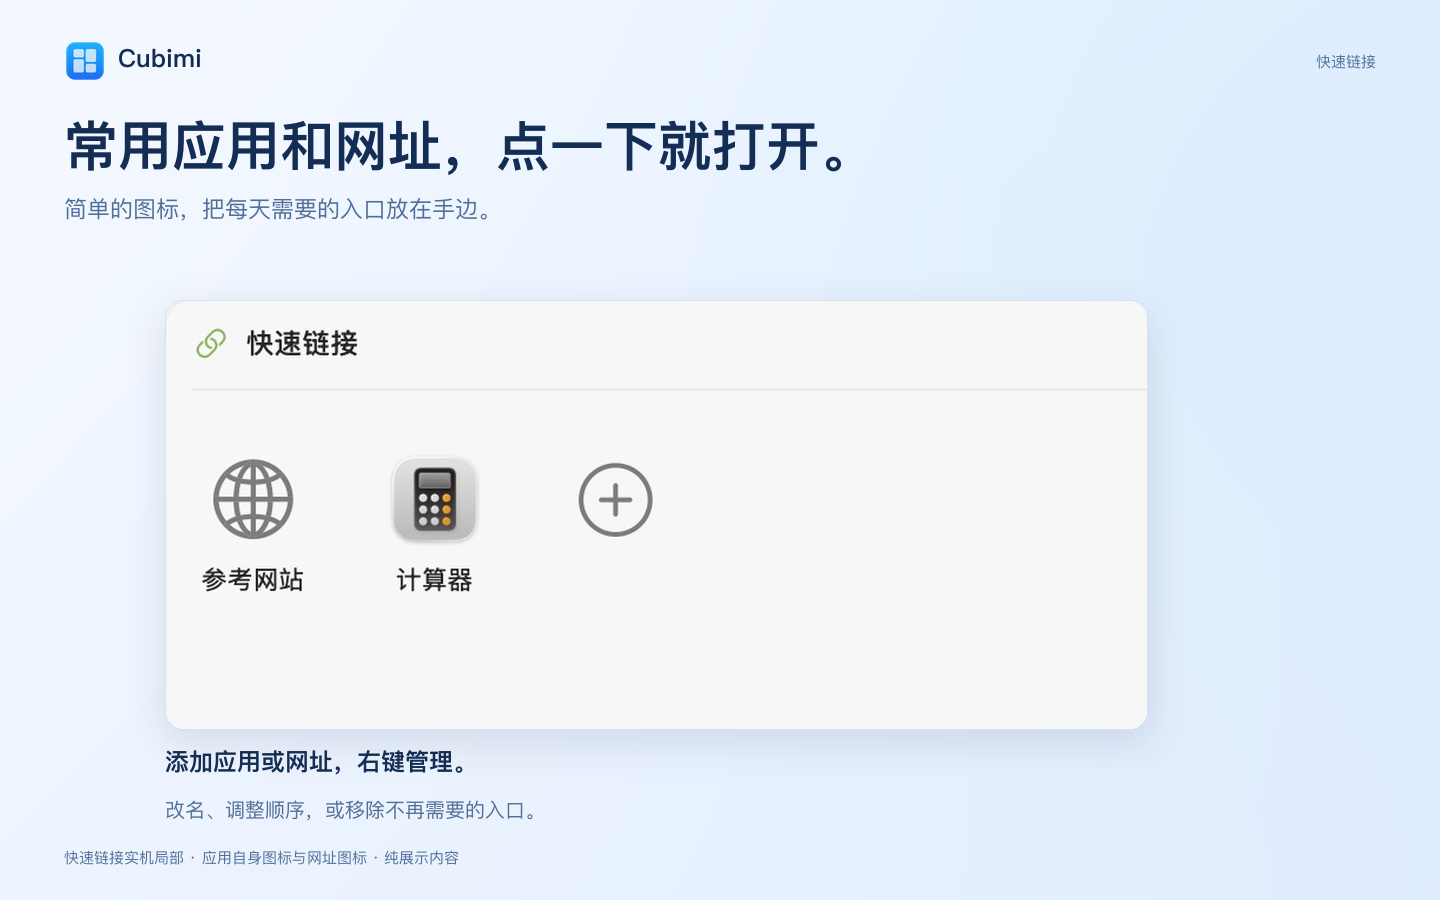 Cubimi
快速链接
常用应用和网址，点一下就打开。
简单的图标，把每天需要的入口放在手边。
快速链接
参考网站
计算器
添加应用或网址，右键管理。
改名、调整顺序，或移除不再需要的入口。
快速链接实机局部 · 应用自身图标与网址图标 · 纯展示内容